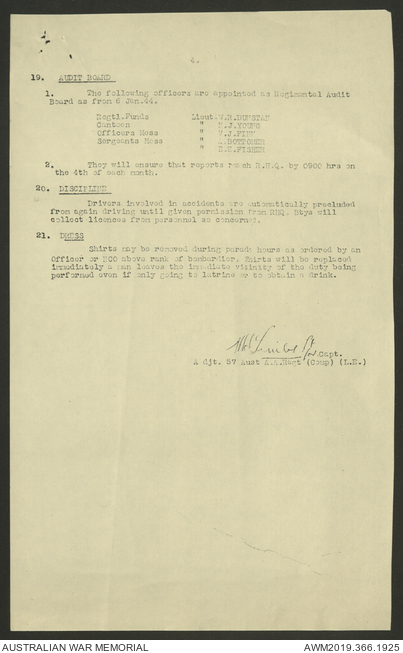 4.
19. AUDIT BOARD
1. The following officers are appointed as Regimental Audit
Board as from 6 Jan.44.
Regtl.Funds Lieut.W.R.DUNSTAN
Canteen " J.YOUNG
Officers Mess " PITT
Sergeants Mess " BOTTOMER
" FISHER
2. They will ensure that reports reach R.H.Q. by 0900 hrs on
the 4th of each month.
20. DISCIPLINE
Drivers involved in accidents are automatically precluded
from again driving until given permission from RHQ. Btys will
collect licences from personnel so concerned.
21. DRESS
Shirts may be removed during parade hours as ordered by an
Officer or NCO above rank of bombardier. Shirts will be replaced
immediately a man leaves the immediate vicinity of the duty being
performed even if only going to latrine or to obtain a drink.
Capt.
Adjt. 57 Aust A.A.Regt (Comp) (L.E.)
AUSTRALIAN WAR MEMORIAL AWM2019.366.1925